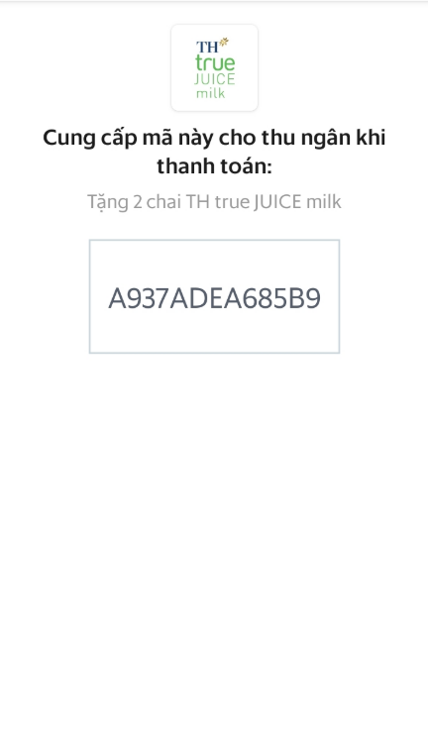 TH
true
JUICE
milk
Cung cấp mã này cho thu ngân khi
thanh toán:
Tặng 2 chai TH true JUICE milk
A937ADEA685B9